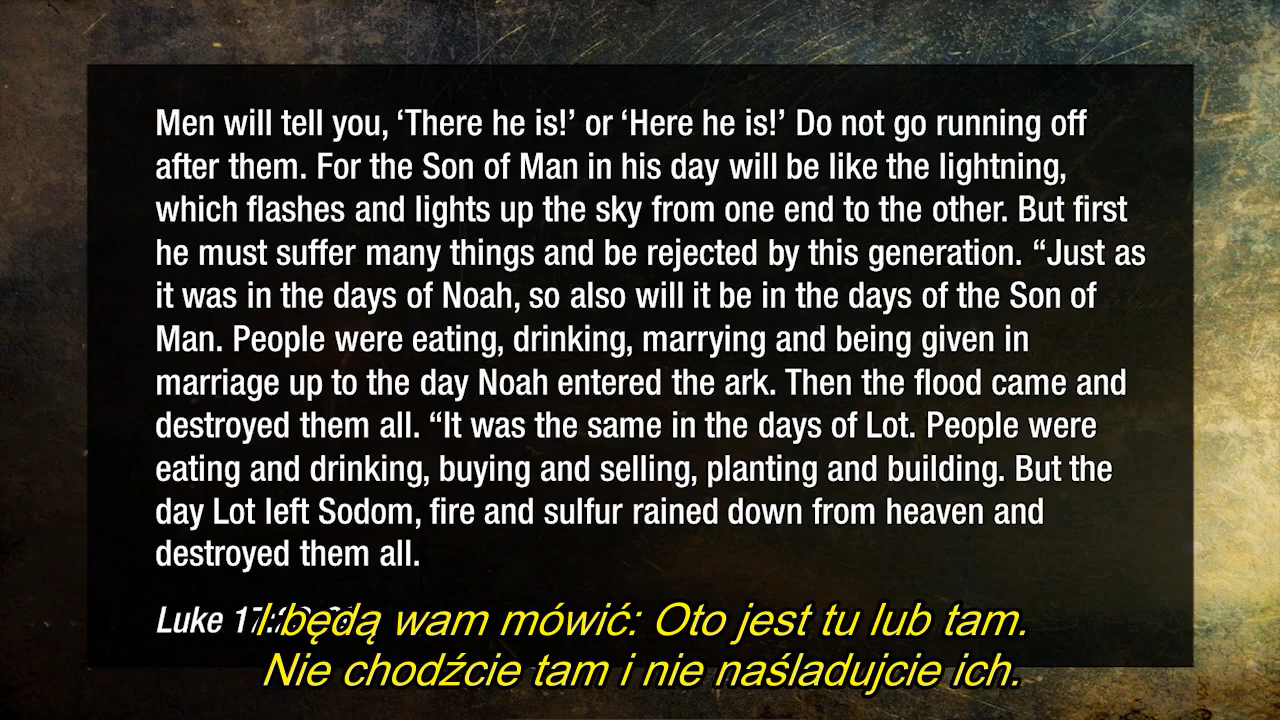 Men will tell you, ‘There he is!’ or ‘Here he is!’ Do not go running off
after them. For the Son of Man in his day will be like the lightning,
which flashes and lights up the sky from one end to the other. But first
he must suffer many things and be rejected by this generation. “Just as
it was in the days of Noah, so also will it be in the days of the Son of
Man. People were eating, drinking, marrying and being given in
marriage up to the day Noah entered the ark. Then the flood came and
destroyed them all. “It was the same in the days of Lot. People were
eating and drinking, buying and selling, planting and building. But the
day Lot left Sodom, fire and sulfur rained down from heaven and
destroyed them all.
Luke
I będą wam mówić: Oto jest tu lub tam.
Nie chodźcie tam i nie naśladujcie ich.